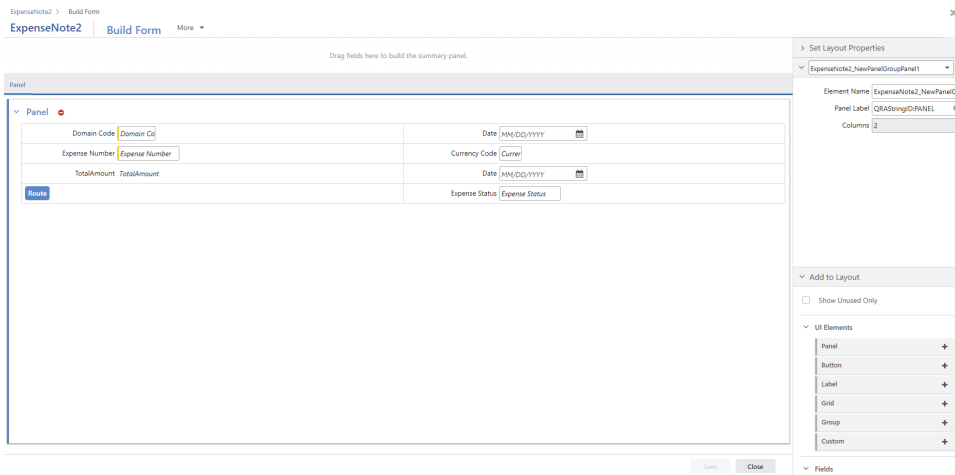 ExpenseNote2 > Build Form
ExpenseNote2 Build Form More
Drag fields here to build the summary panel.
Panel
Panel
Domain Code Domain Co Date MM/DD/YYYY
Expense Number Expense Number Currency Code Currer
TotalAmount TotalAmount Date MM/DD/YYYY
Route Expense Status Expense Status
Save Close
Set Layout Properties
ExpenseNote2_NewPanelGroupPanel1
Element Name ExpenseNote2_NewPanelG
Panel Label QRAStringID:PANEL
Columns 2
Add to Layout
Show Unused Only
UI Elements
Panel +
Button +
Label +
Grid +
Group +
Custom +
Fields